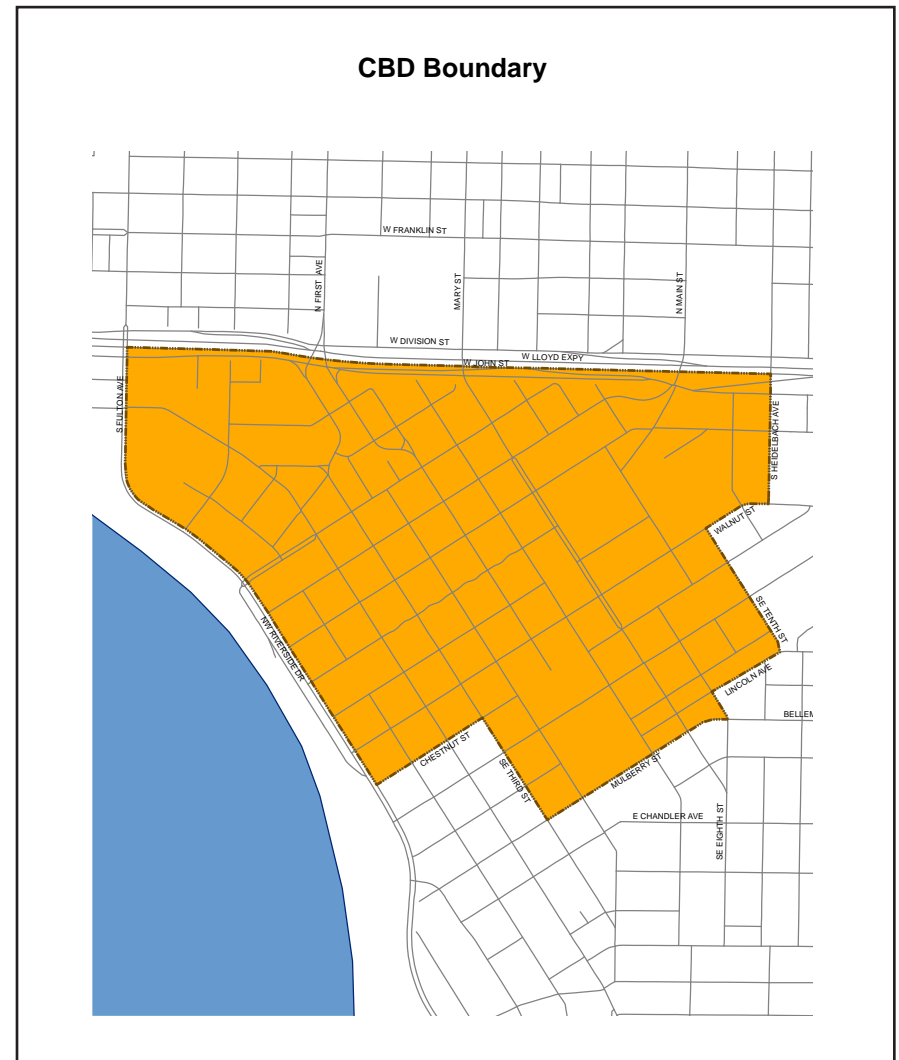 CBD Boundary
W FRANKLIN ST
N FIRST AVE
MARY ST
N MAIN ST
W DIVISION ST
W LLOYD EXPY
W JOHN ST
S FULTON AVE
S HEIDELBACH AVE
WALNUT ST
SE TENTH ST
NW RIVERSIDE DR
LINCOLN AVE
BELLEM
CHESTNUT ST
SE THIRD ST
MULBERRY ST
E CHANDLER AVE
SE EIGHTH ST